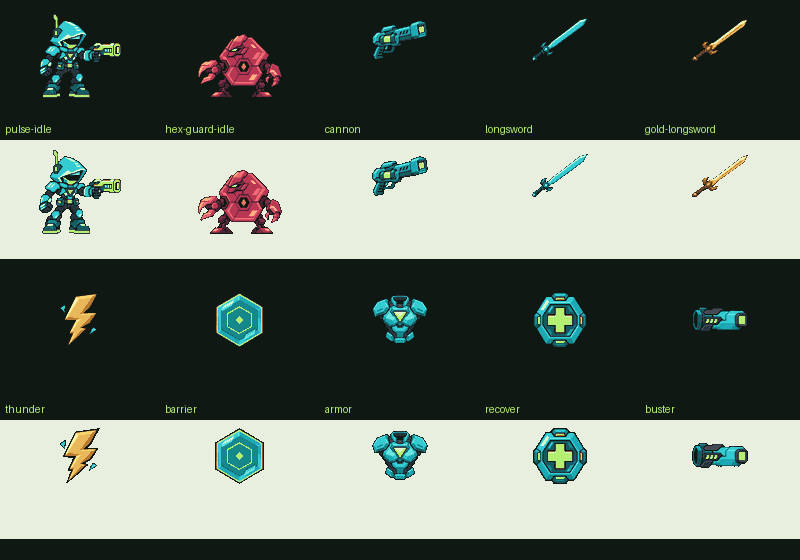 pulse-idle
hex-guard-idle
cannon
longsword
gold-longsword
thunder
barrier
armor
recover
buster